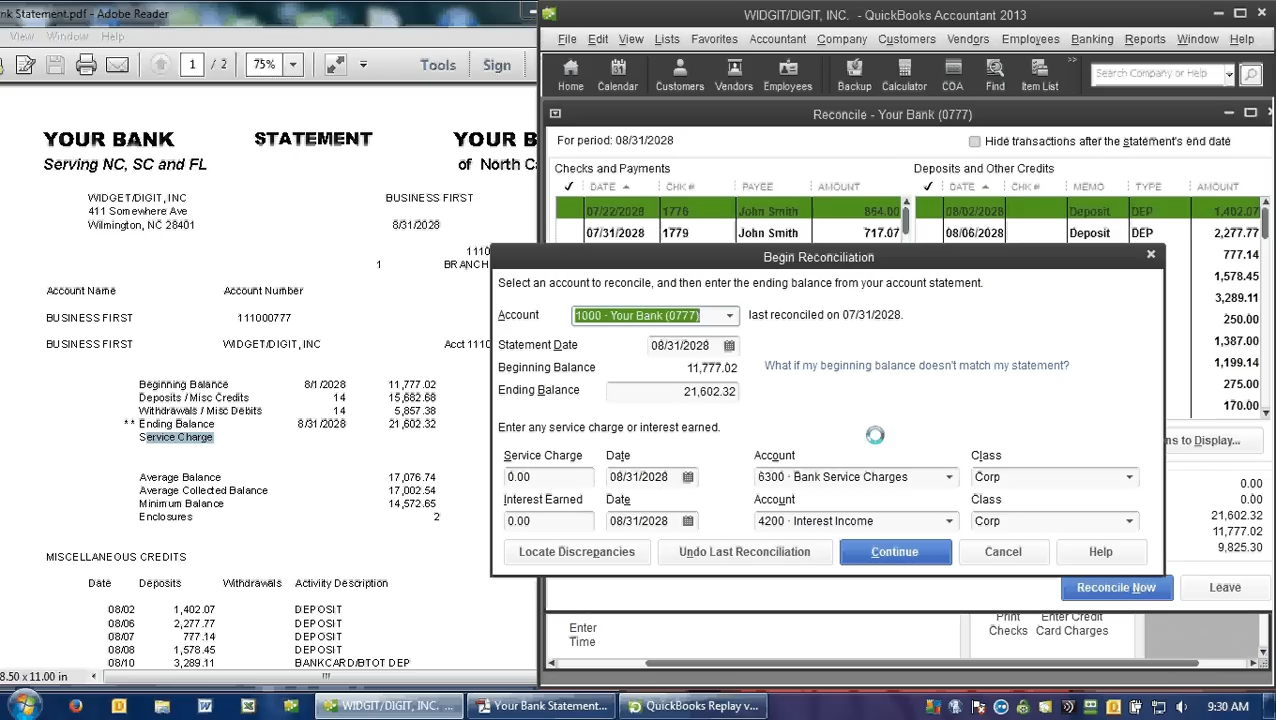 nk Statement.pdf - Adobe Reader
View Window Help
1 / 2 75% Tools Sign
YOUR BANK STATEMENT YOUR B
Serving NC, SC and FL of North C
WIDGET/DIGIT, INC BUSINESS FIRST
411 Somewhere Ave
Wilmington, NC 28401 8/31/2028
1110
1 BRANCH
Account Name Account Number
BUSINESS FIRST 111000777
BUSINESS FIRST WIDGET/DIGIT, INC Acct 1110
Beginning Balance 8/1/2028 11,777.02
Deposits / Misc Credits 14 15,682.68
Withdrawals / Misc Debits 14 5,857.38
** Ending Balance 8/31/2028 21,602.32
Service Charge
Average Balance 17,076.74
Average Collected Balance 17,002.54
Minimum Balance 14,572.65
Enclosures 2
MISCELLANEOUS CREDITS
Date Deposits Withdrawals Activity Description
08/02 1,402.07 DEPOSIT
08/06 2,277.77 DEPOSIT
08/07 777.14 DEPOSIT
08/08 1,578.45 DEPOSIT
08/10 3,289.11 BANKCARD/BTOT DEP
8.50 x 11.00 in
WIDGIT/DIGIT, INC. - QuickBooks Accountant 2013
File Edit View Lists Favorites Accountant Company Customers Vendors Employees Banking Reports Window Help
Home Calendar Customers Vendors Employees Backup Calculator COA Find Item List >> Search Company or Help
Reconcile - Your Bank (0777)
For period: 08/31/2028 Hide transactions after the statement's end date
Checks and Payments Deposits and Other Credits
✓ DATE CHK # PAYEE AMOUNT ✓ DATE CHK # MEMO TYPE AMOUNT
07/22/2028 1776 John Smith 864.00 08/02/2028 Deposit DEP 1,402.07
07/31/2028 1779 John Smith 717.07 08/06/2028 Deposit DEP 2,277.77
777.14
1,578.45
3,289.11
250.00
1,387.00
1,199.14
275.00
170.00
ns to Display...
0.00
0.00
21,602.32
11,777.02
9,825.30
Begin Reconciliation
Select an account to reconcile, and then enter the ending balance from your account statement.
Account 1000 · Your Bank (0777) last reconciled on 07/31/2028.
Statement Date 08/31/2028
Beginning Balance 11,777.02 What if my beginning balance doesn't match my statement?
Ending Balance 21,602.32
Enter any service charge or interest earned.
Service Charge Date Account Class
0.00 08/31/2028 6300 · Bank Service Charges Corp
Interest Earned Date Account Class
0.00 08/31/2028 4200 · Interest Income Corp
Locate Discrepancies Undo Last Reconciliation Continue Cancel Help
Reconcile Now Leave
Enter Time
Print Checks
Enter Credit Card Charges
WIDGIT/DIGIT, INC. ... Your Bank Statement... QuickBooks Replay v... 9:30 AM